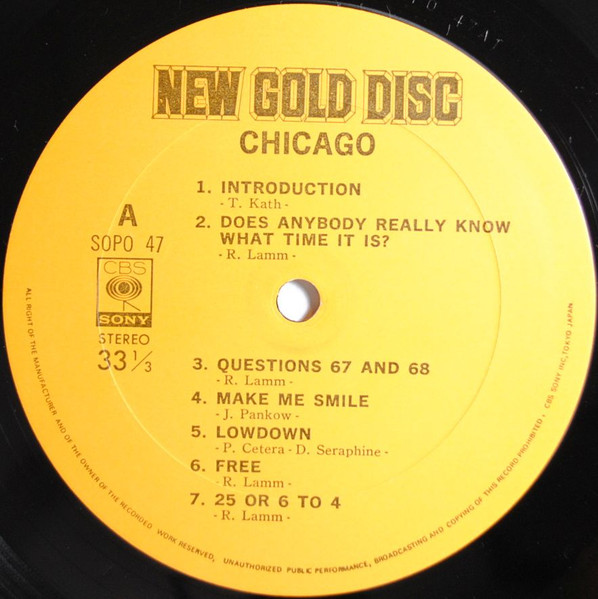 NEW GOLD DISC
CHICAGO
1. INTRODUCTION
- T. Kath -
2. DOES ANYBODY REALLY KNOW
WHAT TIME IT IS?
- R. Lamm -
A
SOPO 47
CBS
SONY
STEREO
33 1/3
3. QUESTIONS 67 AND 68
- R. Lamm -
4. MAKE ME SMILE
- J. Pankow -
5. LOWDOWN
- P. Cetera - D. Seraphine -
6. FREE
- R. Lamm -
7. 25 OR 6 TO 4
- R. Lamm -
ALL RIGHT OF THE MANUFACTURER AND OF THE OWNER OF THE RECORDED WORK RESERVED, UNAUTHORIZED PUBLIC PERFORMANCE, BROADCASTING AND COPYING OF THIS RECORD PROHIBITED, CBS SONY INC, TOKYO JAPAN